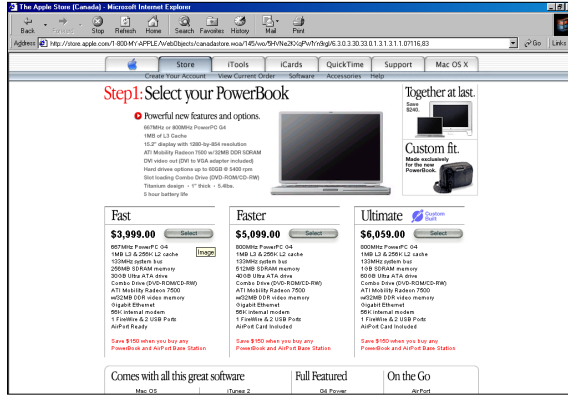 The Apple Store (Canada) - Microsoft Internet Explorer
Back Forward Stop Refresh Home Search Favorites History Mail Print
Address http://store.apple.com/1-800-MY-APPLE/WebObjects/canadastore.woa/145/wo/ Go Links
Store iTools iCards QuickTime Support Mac OS X
Create Your Account View Current Order Software Accessories Help
Step1: Select your PowerBook
Powerful new features and options.
667MHz or 800MHz PowerPC G4
1MB of L3 Cache
15.2" display with 1280-by-854 resolution
ATI Mobility Radeon 7500 w/32MB DDR SDRAM
DVI video out (DVI to VGA adapter included)
Hard drives options up to 60GB @ 5400 rpm
Slot loading Combo Drive (DVD-ROM/CD-RW)
Titanium design • 1" thick • 5.4lbs.
5 hour battery life
Together at last.
Save
$240.
Custom fit.
Made exclusively
for the new
PowerBook.
Fast
$3,999.00 Select
667MHz PowerPC G4
1MB L3 & 256K L2 cache
133MHz system bus
256MB SDRAM memory
30GB Ultra ATA drive
Combo Drive (DVD-ROM/CD-RW)
ATI Mobility Radeon 7500
w/32MB DDR video memory
Gigabit Ethernet
56K internal modem
1 FireWire & 2 USB Ports
AirPort Ready
Save $150 when you buy any
PowerBook and AirPort Base Station
Image
Faster
$5,099.00 Select
800MHz PowerPC G4
1MB L3 & 256K L2 cache
133MHz system bus
512MB SDRAM memory
40GB Ultra ATA drive
Combo Drive (DVD-ROM/CD-RW)
ATI Mobility Radeon 7500
w/32MB DDR video memory
Gigabit Ethernet
56K internal modem
1 FireWire & 2 USB Ports
AirPort Card Included
Save $150 when you buy any
PowerBook and AirPort Base Station
Ultimate Custom Built
$6,059.00 Select
800MHz PowerPC G4
1MB L3 & 256K L2 cache
133MHz system bus
1GB SDRAM memory
60GB Ultra ATA drive
Combo Drive (DVD-ROM/CD-RW)
ATI Mobility Radeon 7500
w/32MB DDR video memory
Gigabit Ethernet
56K internal modem
1 FireWire & 2 USB Ports
AirPort Card Included
Save $150 when you buy any
PowerBook and AirPort Base Station
Comes with all this great software Full Featured On the Go
Mac OS iTunes 2 G4 Power AirPort